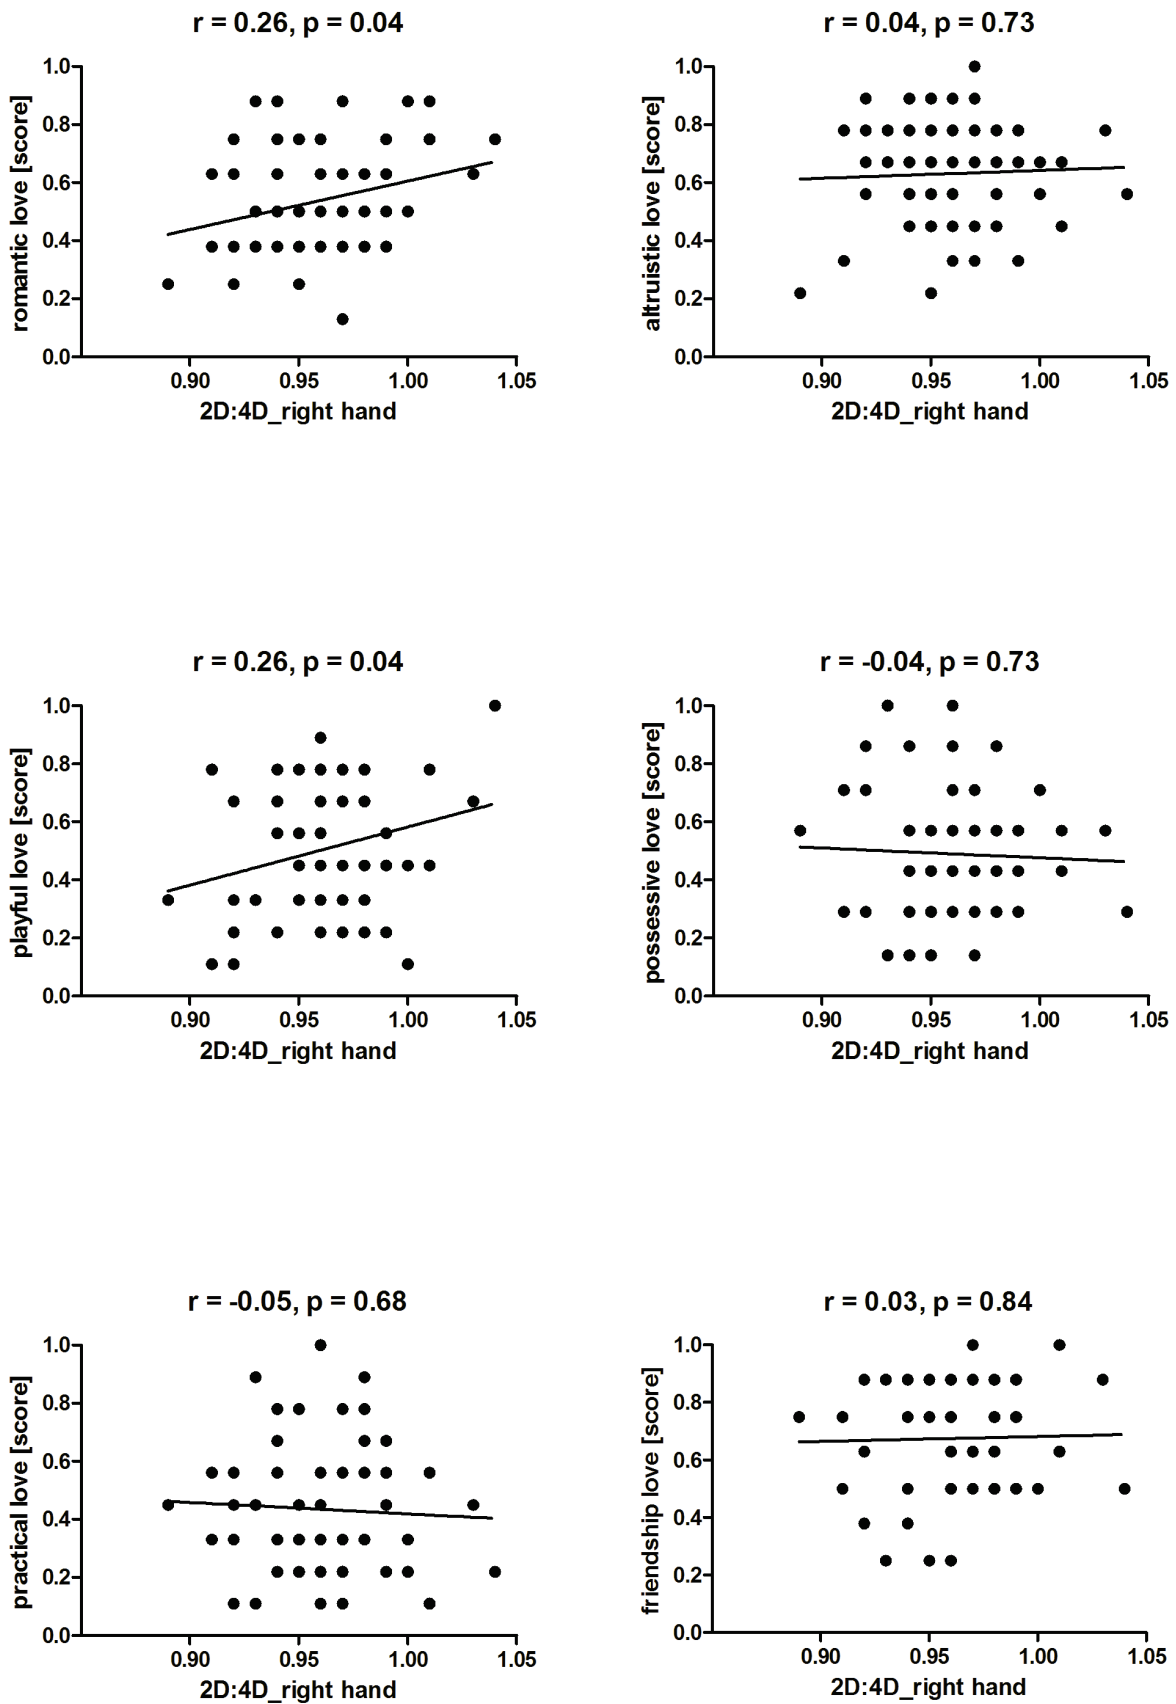 r = 0.26, p = 0.04
1.0
0.8
0.6
0.4
0.2
0.0
romantic love [score]
0.90 0.95 1.00 1.05
2D:4D_right hand
r = 0.04, p = 0.73
1.0
0.8
0.6
0.4
0.2
0.0
altruistic love [score]
0.90 0.95 1.00 1.05
2D:4D_right hand
r = 0.26, p = 0.04
1.0
0.8
0.6
0.4
0.2
0.0
playful love [score]
0.90 0.95 1.00 1.05
2D:4D_right hand
r = -0.04, p = 0.73
1.0
0.8
0.6
0.4
0.2
0.0
possessive love [score]
0.90 0.95 1.00 1.05
2D:4D_right hand
r = -0.05, p = 0.68
1.0
0.8
0.6
0.4
0.2
0.0
practical love [score]
0.90 0.95 1.00 1.05
2D:4D_right hand
r = 0.03, p = 0.84
1.0
0.8
0.6
0.4
0.2
0.0
friendship love [score]
0.90 0.95 1.00 1.05
2D:4D_right hand